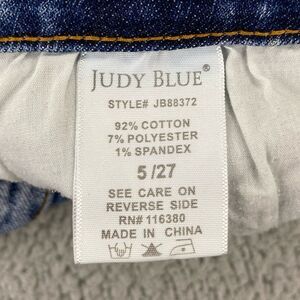 JUDY BLUE®
STYLE# JB88372
92% COTTON
7% POLYESTER
1% SPANDEX
5/27
SEE CARE ON
REVERSE SIDE
RN# 116380
MADE IN CHINA